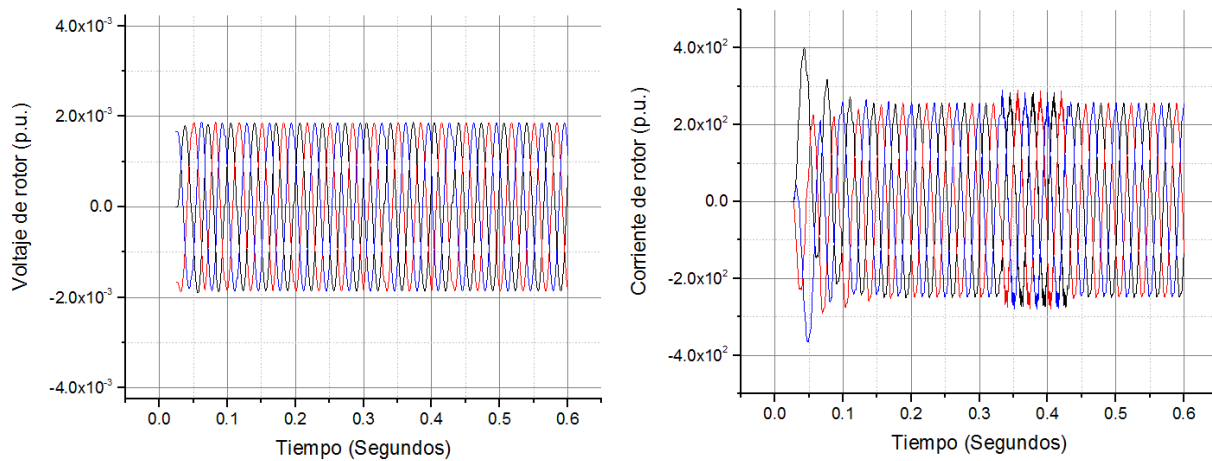 4.0x10⁻³
2.0x10⁻³
0.0
-2.0x10⁻³
-4.0x10⁻³
Voltaje de rotor (p.u.)
0.0 0.1 0.2 0.3 0.4 0.5 0.6
Tiempo (Segundos)
4.0x10²
2.0x10²
0.0
-2.0x10²
-4.0x10²
Corriente de rotor (p.u.)
0.0 0.1 0.2 0.3 0.4 0.5 0.6
Tiempo (Segundos)